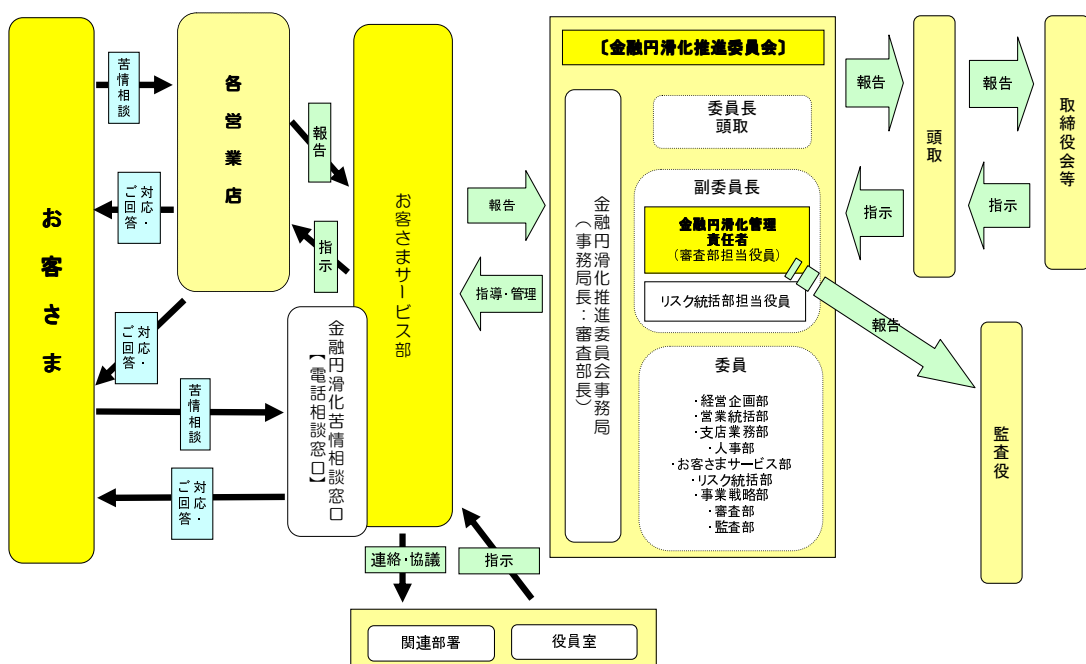 お客さま
苦情相談
対応・
ご回答
対応・
ご回答
苦情相談
対応・
ご回答
各営業店
報告
指示
お客さまサービス部
金融円滑化苦情相談窓口
【電話相談窓口】
連絡・協議
指示
関連部署
役員室
報告
指導・管理
〔金融円滑化推進委員会〕
金融円滑化推進委員会事務局
(事務局長:審査部長)
委員長
頭取
副委員長
金融円滑化管理
責任者
(審査部担当役員)
リスク統括部担当役員
委員
・経営企画部
・営業統括部
・支店業務部
・人事部
・お客さまサービス部
・リスク統括部
・事業戦略部
・審査部
・監査部
報告
指示
頭取
報告
指示
取締役会等
報告
監査役